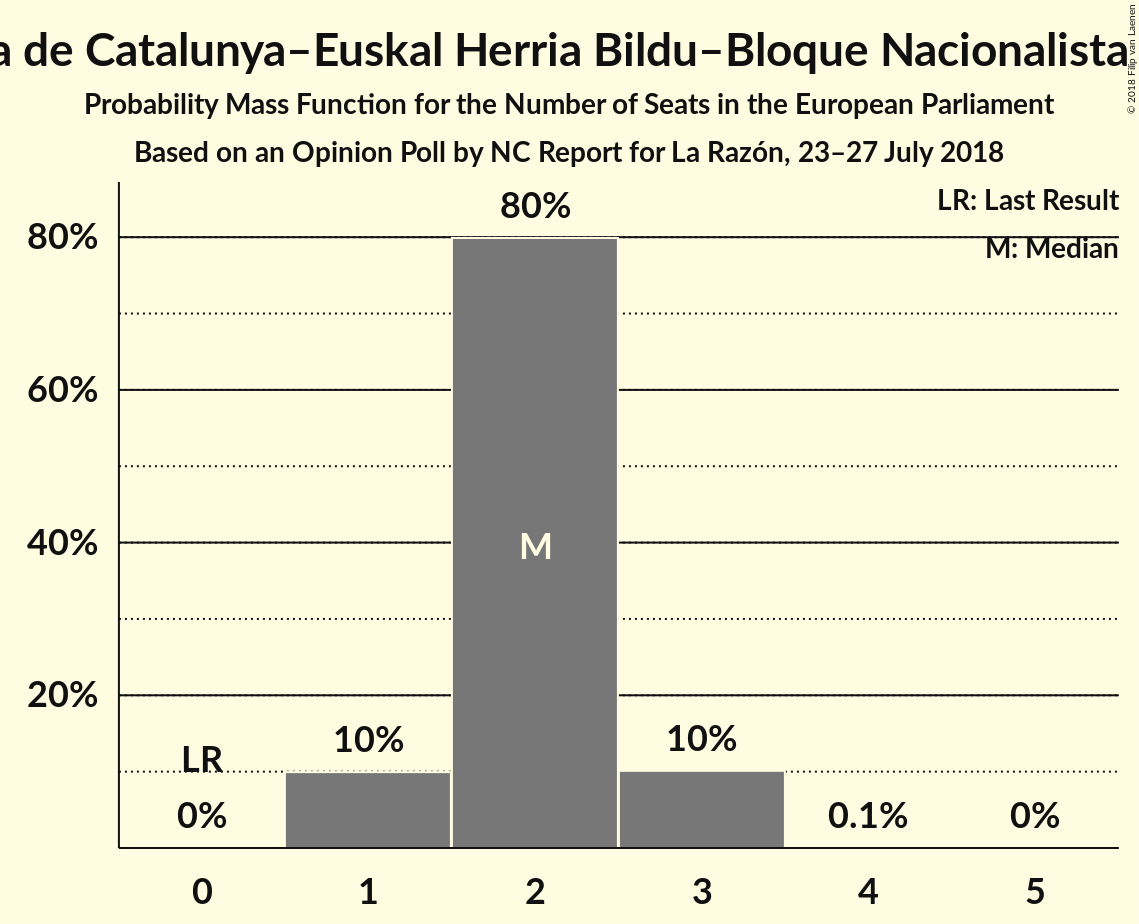 a de Catalunya–Euskal Herria Bildu–Bloque Nacionalista
Probability Mass Function for the Number of Seats in the European Parliament
Based on an Opinion Poll by NC Report for La Razón, 23–27 July 2018
© 2018 Filip van Laenen
LR: Last Result
M: Median
80%
60%
40%
20%
LR
0%
10%
80%
M
10%
0.1%
0%
0 1 2 3 4 5